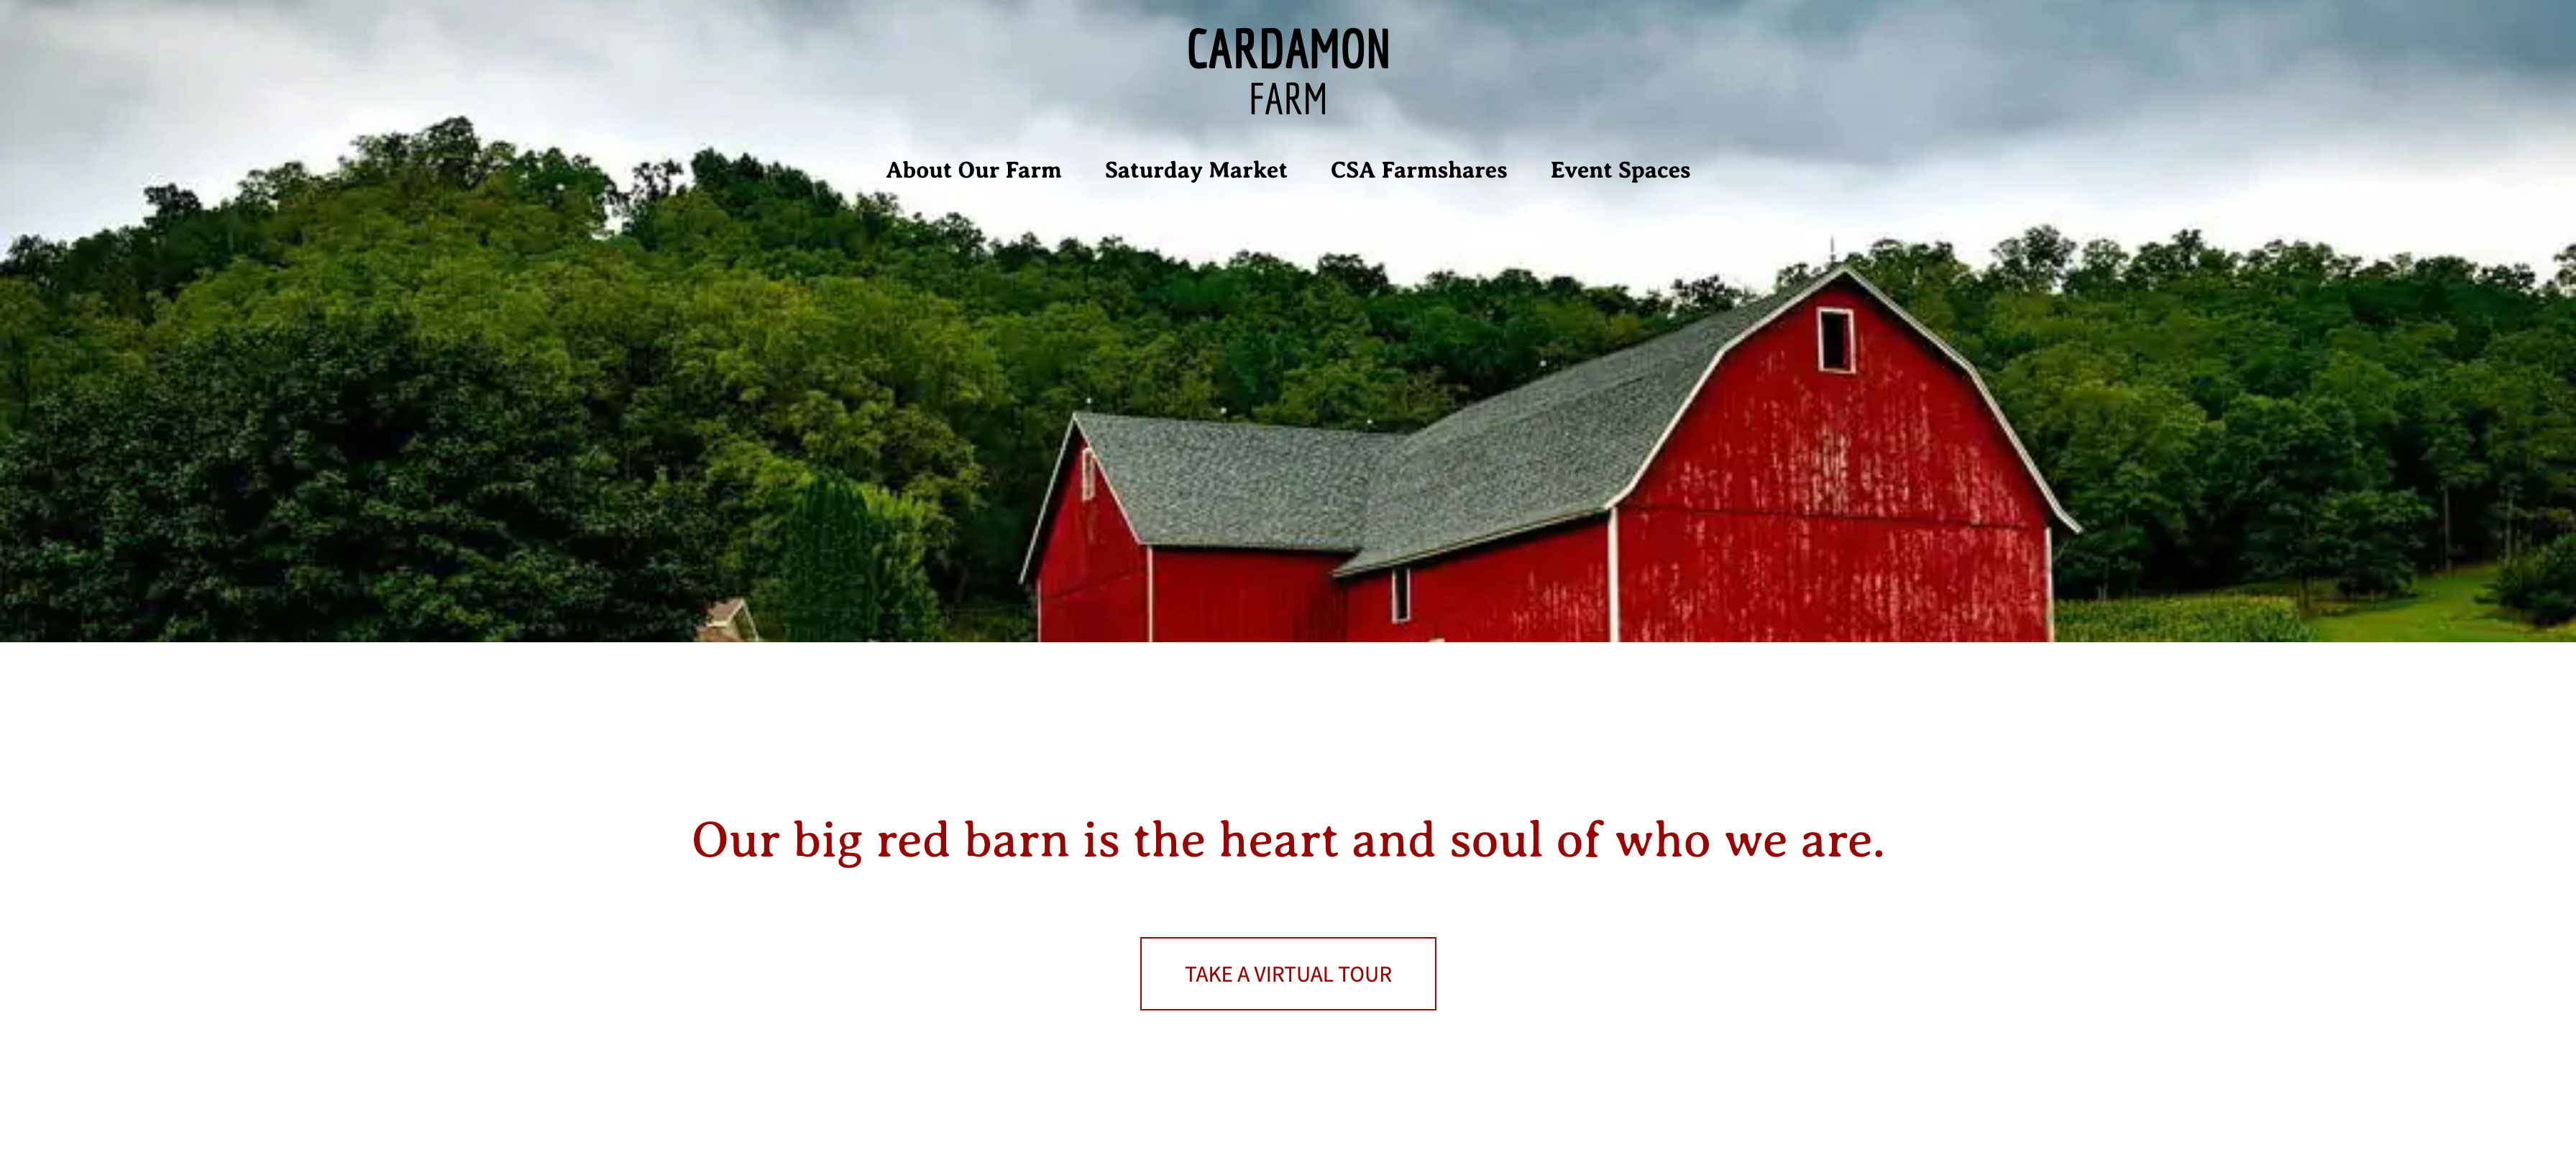 CARDAMON
FARM
About Our Farm Saturday Market CSA Farmshares Event Spaces
Our big red barn is the heart and soul of who we are.
TAKE A VIRTUAL TOUR